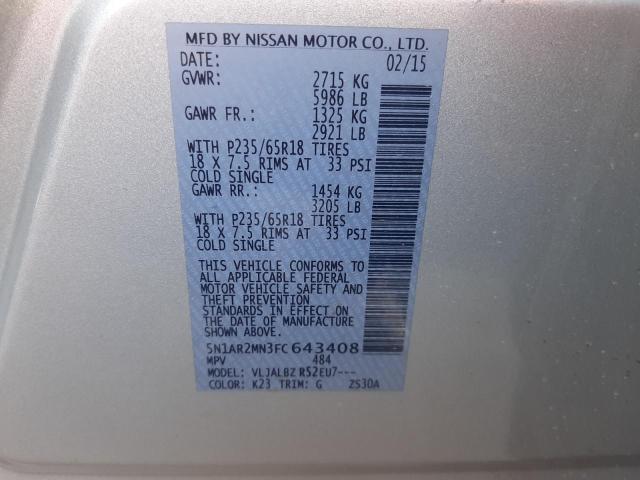 MFD BY NISSAN MOTOR CO., LTD.
DATE: 02/15
GVWR: 2715 KG
5986 LB
GAWR FR.: 1325 KG
2921 LB
WITH P235/65R18 TIRES
18 X 7.5 RIMS AT 33 PSI
COLD SINGLE
GAWR RR.: 1454 KG
3205 LB
WITH P235/65R18 TIRES
18 X 7.5 RIMS AT 33 PSI
COLD SINGLE
THIS VEHICLE CONFORMS TO
ALL APPLICABLE FEDERAL
MOTOR VEHICLE SAFETY AND
THEFT PREVENTION
STANDARDS IN EFFECT ON
THE DATE OF MANUFACTURE
SHOWN ABOVE.
5N1AR2MN3FC643408
MPV 484
MODEL: VLJALBZ R52EU7---
COLOR: K23 TRIM: G ZS30A